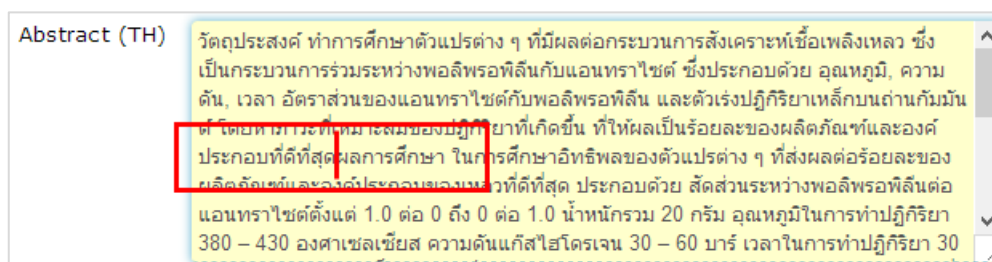 Abstract (TH)
วัตถุประสงค์ ทำการศึกษาตัวแปรต่าง ๆ ที่มีผลต่อกระบวนการสังเคราะห์เชื้อเพลิงเหลว ซึ่ง
เป็นกระบวนการร่วมระหว่างพอลิพรอพิลีนกับแอนทราไซต์ ซึ่งประกอบด้วย อุณหภูมิ, ความ
ดัน, เวลา อัตราส่วนของแอนทราไซต์กับพอลิพรอพิลีน และตัวเร่งปฏิกิริยาเหล็กบนถ่านกัมมัน
ต์ โดยหาภาวะที่เหมาะสมของปฏิกิริยาที่เกิดขึ้น ที่ให้ผลเป็นร้อยละของผลิตภัณฑ์และองค์
ประกอบที่ดีที่สุดผลการศึกษา ในการศึกษาอิทธิพลของตัวแปรต่าง ๆ ที่ส่งผลต่อร้อยละของ
ผลิตภัณฑ์และองค์ประกอบของเหลวที่ดีที่สุด ประกอบด้วย สัดส่วนระหว่างพอลิพรอพิลีนต่อ
แอนทราไซต์ตั้งแต่ 1.0 ต่อ 0 ถึง 0 ต่อ 1.0 น้ำหนักรวม 20 กรัม อุณหภูมิในการทำปฏิกิริยา
380 – 430 องศาเซลเซียส ความดันแก๊สไฮโดรเจน 30 – 60 บาร์ เวลาในการทำปฏิกิริยา 30